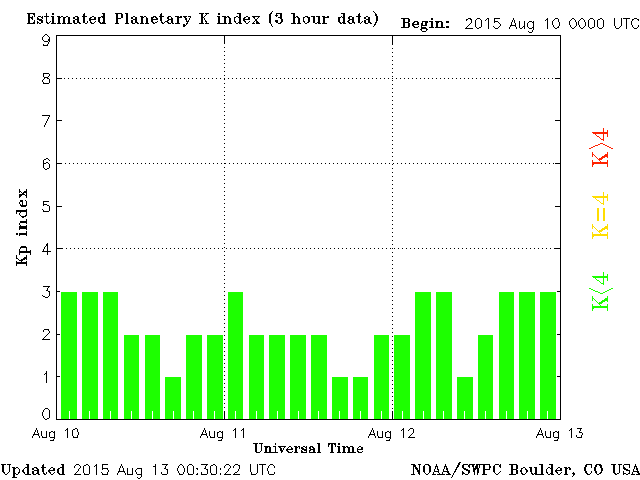 Estimated Planetary K index (3 hour data) Begin: 2015 Aug 10 0000 UTC
9
8
7
6
5
4
3
2
1
0
Kp index
K>4
K=4
K<4
Aug 10 Aug 11 Aug 12 Aug 13
Universal Time
Updated 2015 Aug 13 00:30:22 UTC NOAA/SWPC Boulder, CO USA